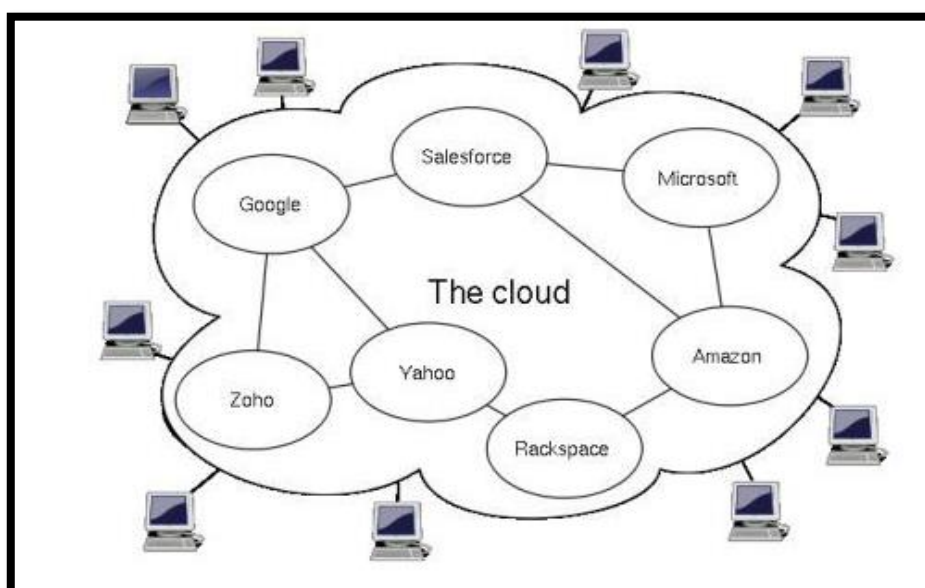 Salesforce
Microsoft
Google
The cloud
Amazon
Yahoo
Zoho
Rackspace